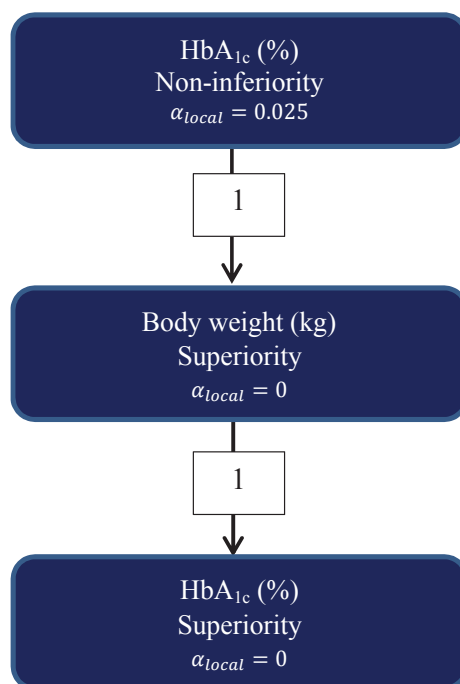 HbA1c (%)
Non-inferiority
αlocal = 0.025
1
Body weight (kg)
Superiority
αlocal = 0
1
HbA1c (%)
Superiority
αlocal = 0